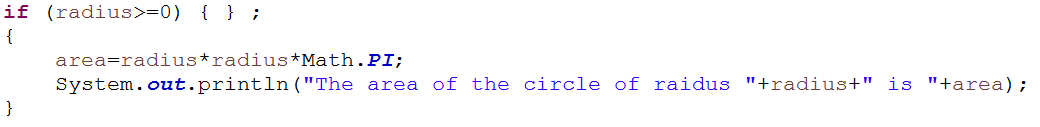 if (radius>=0) { } ;
{
area=radius*radius*Math.PI;
System.out.println("The area of the circle of raidus "+radius+" is "+area);
}